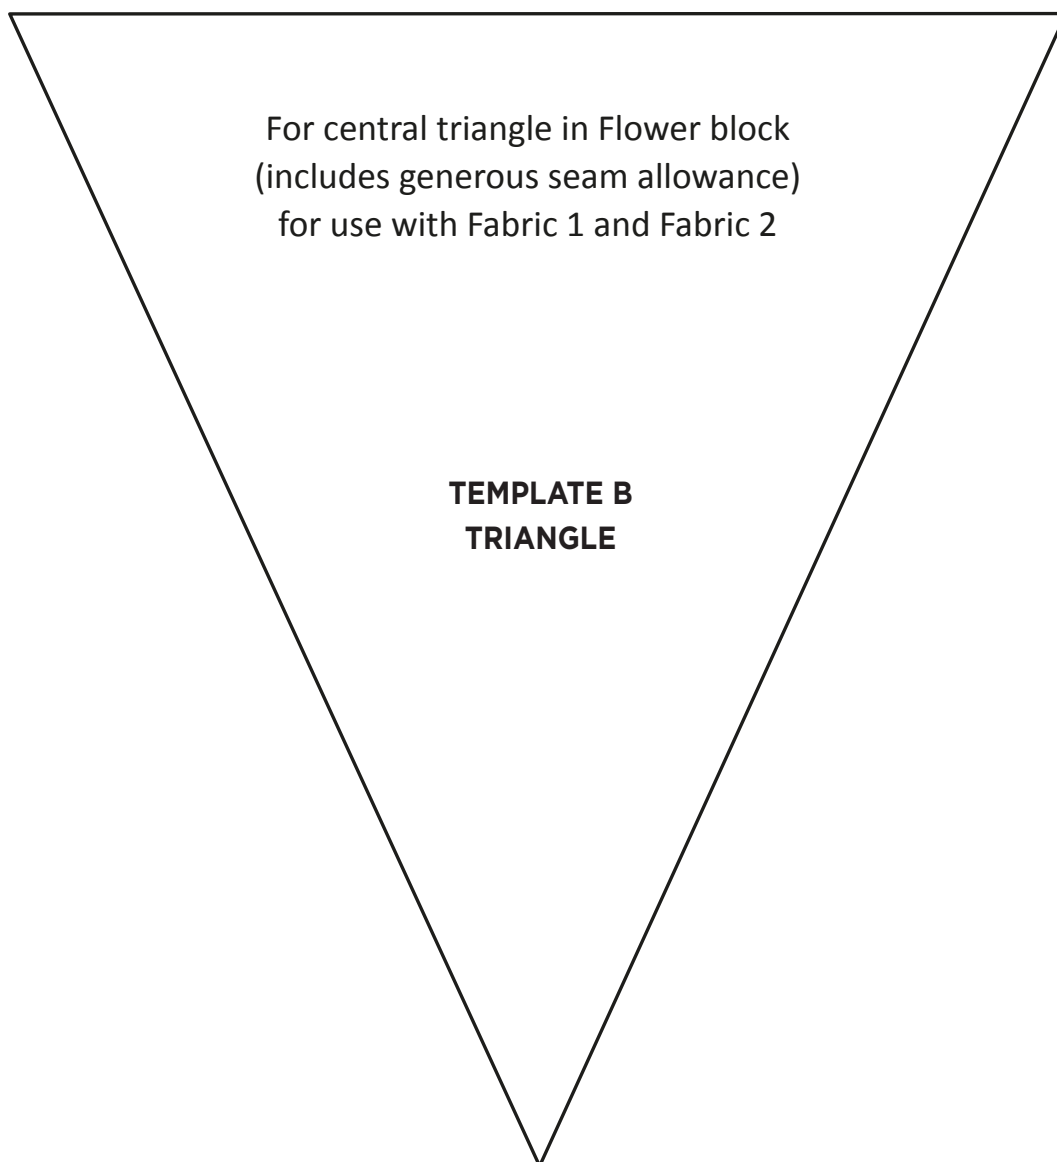 For central triangle in Flower block
(includes generous seam allowance)
for use with Fabric 1 and Fabric 2
TEMPLATE B
TRIANGLE